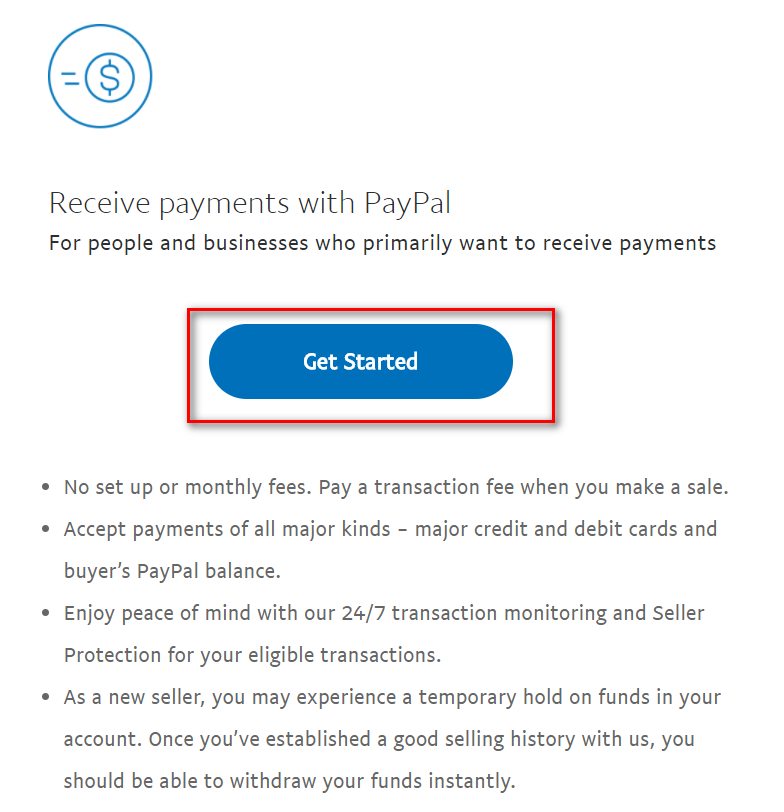 $
Receive payments with PayPal
For people and businesses who primarily want to receive payments
Get Started
• No set up or monthly fees. Pay a transaction fee when you make a sale.
• Accept payments of all major kinds – major credit and debit cards and
buyer’s PayPal balance.
• Enjoy peace of mind with our 24/7 transaction monitoring and Seller
Protection for your eligible transactions.
• As a new seller, you may experience a temporary hold on funds in your
account. Once you’ve established a good selling history with us, you
should be able to withdraw your funds instantly.